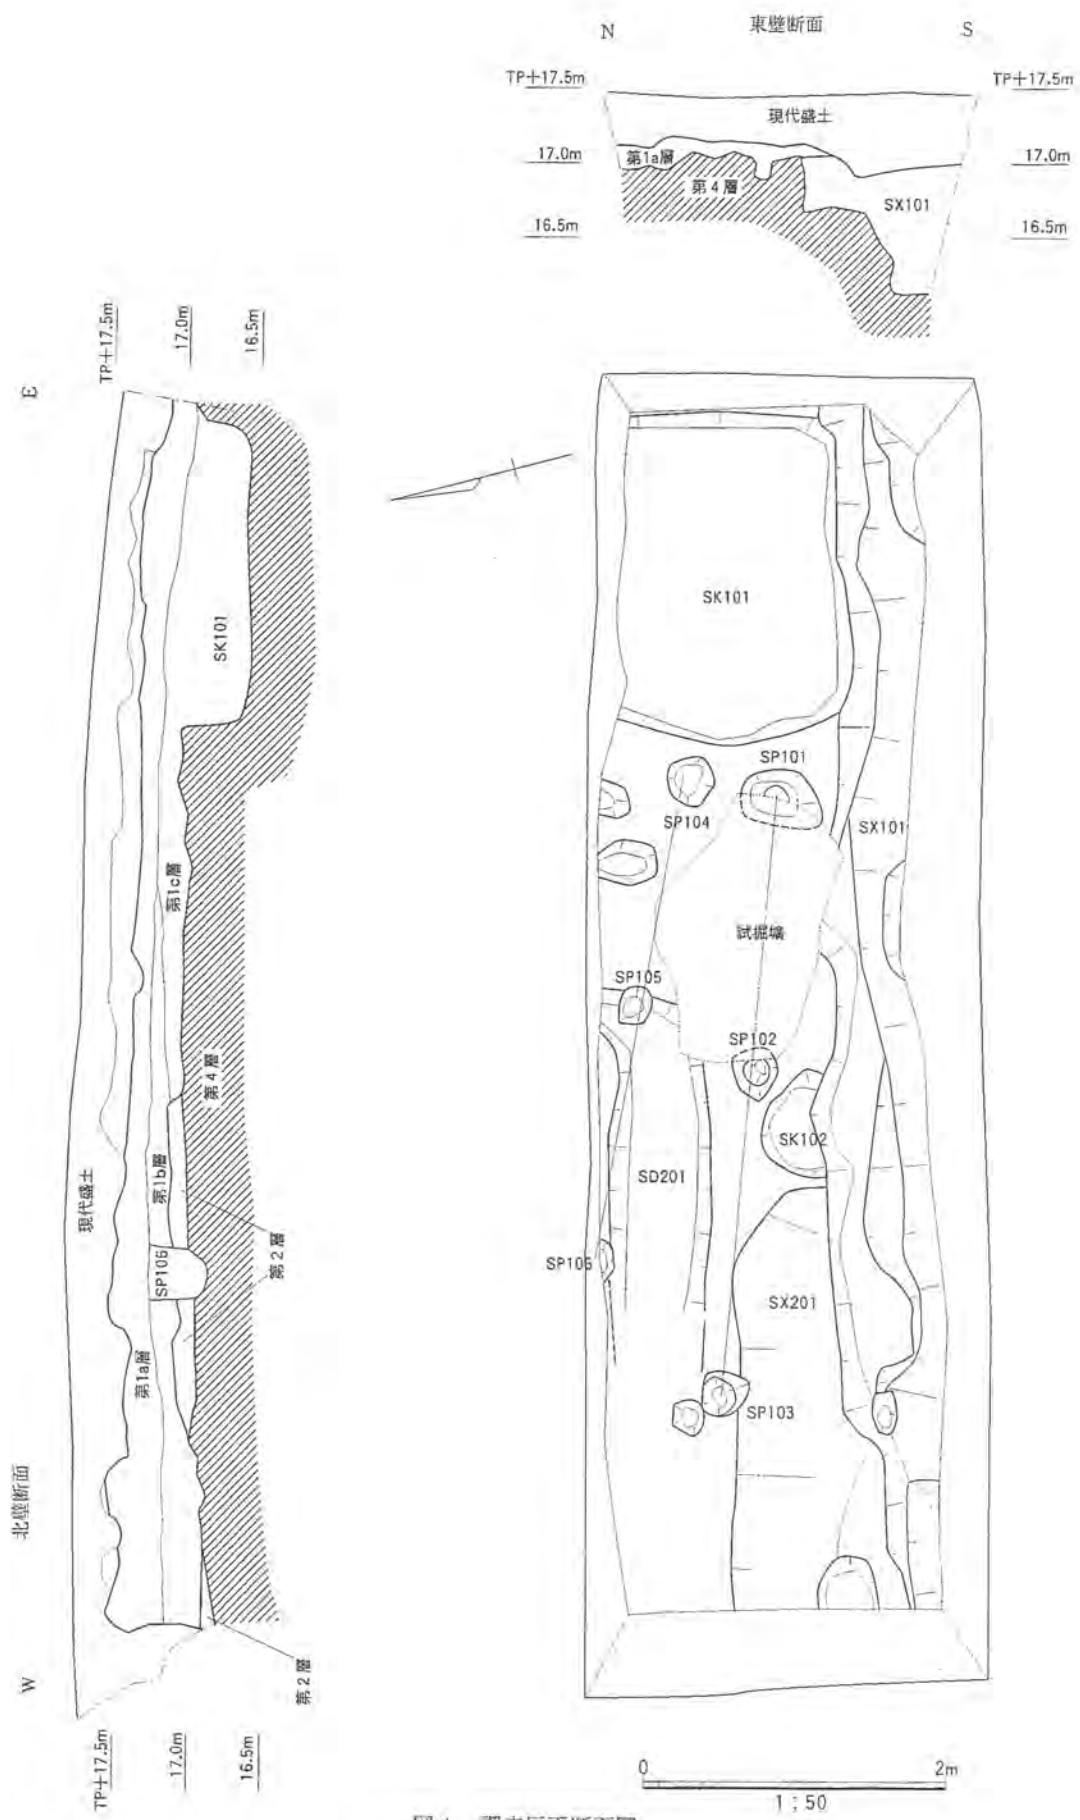 東壁断面
N
S
TP+17.5m
TP+17.5m
現代盛土
17.0m
第1a層
17.0m
第4層
SX101
16.5m
16.5m
TP+17.5m
17.0m
16.5m
E
SK101
第1c層
第4層
現代盛土
第1b層
SP106
第2層
第1a層
北壁断面
W
第2層
TP+17.5m
17.0m
16.5m
SK101
SP101
SP104
SX101
試掘壙
SP105
SP102
SK102
SD201
SP106
SX201
SP103
0
2m
1:50